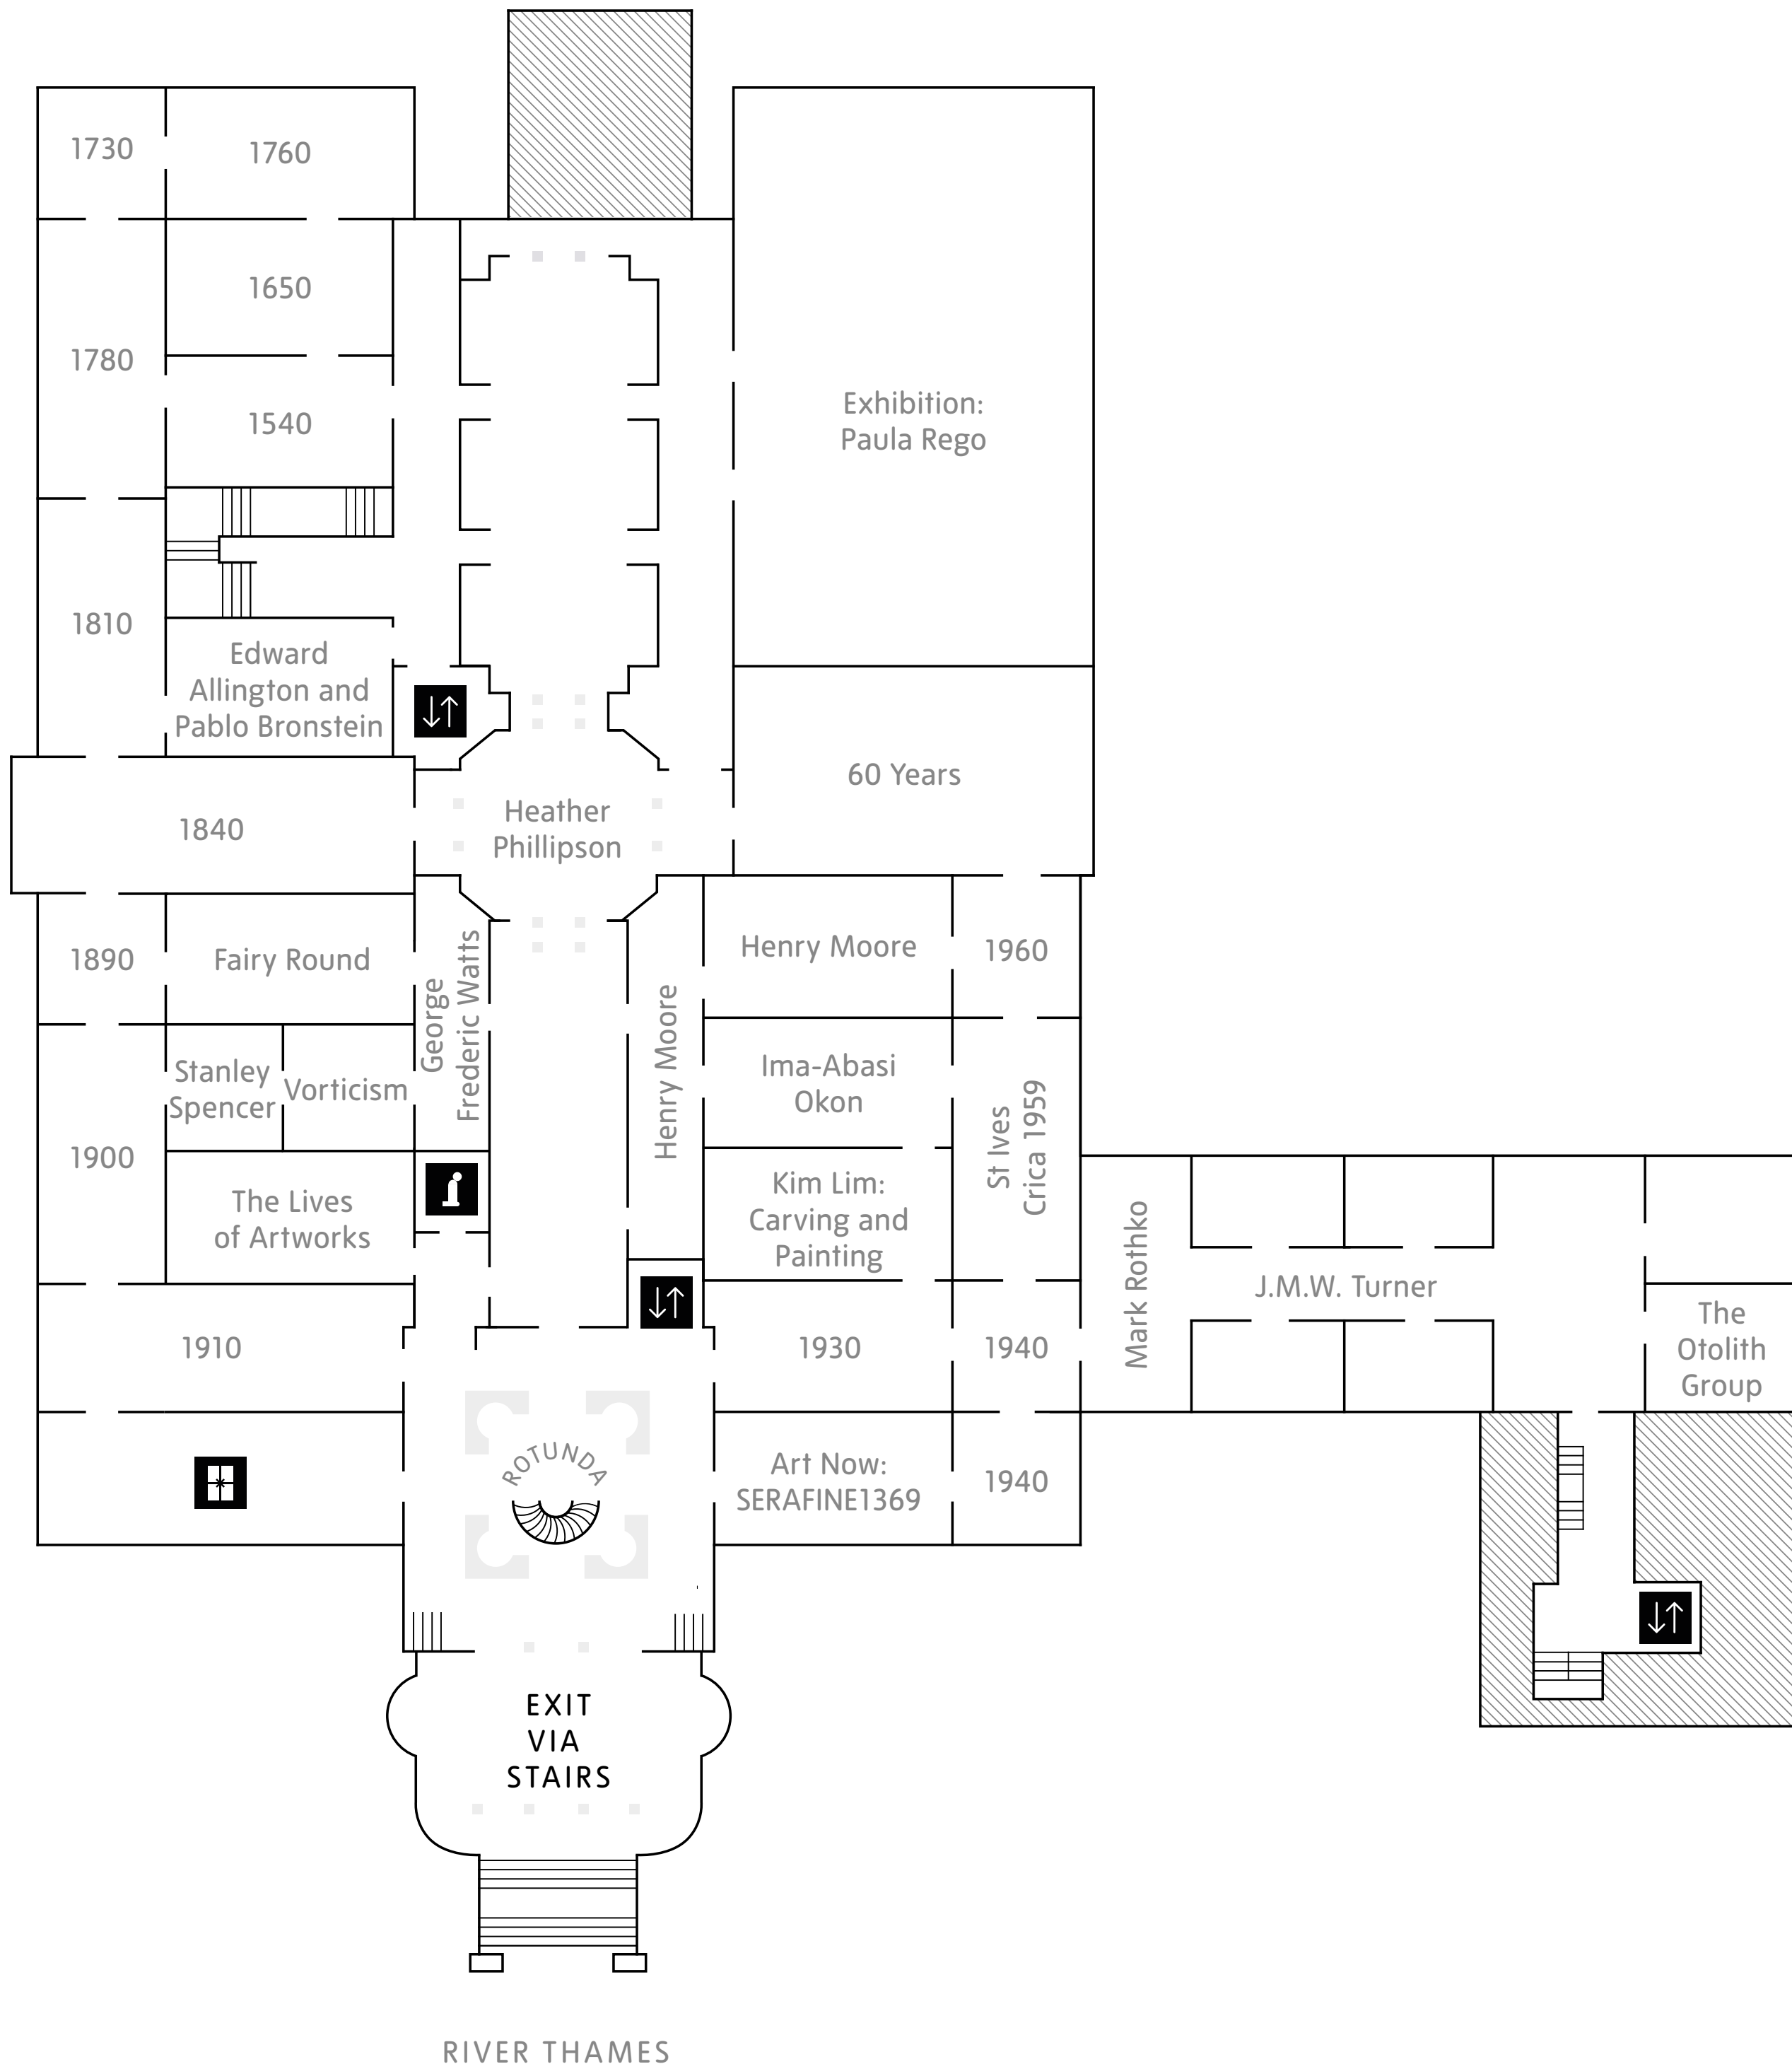 1730
1760
1650
1780
1540
Exhibition:
Paula Rego
1810
Edward
Allington and
Pablo Bronstein
60 Years
1840
Heather
Phillipson
1890
Fairy Round
George
Frederic Watts
Henry Moore
Henry Moore
1960
Stanley
Spencer
Vorticism
Ima-Abasi
Okon
St Ives
Crica 1959
1900
The Lives
of Artworks
Kim Lim:
Carving and
Painting
Mark Rothko
J.M.W. Turner
The
Otolith
Group
1910
1930
1940
ROTUNDA
Art Now:
SERAFINE1369
1940
EXIT
VIA
STAIRS
RIVER THAMES